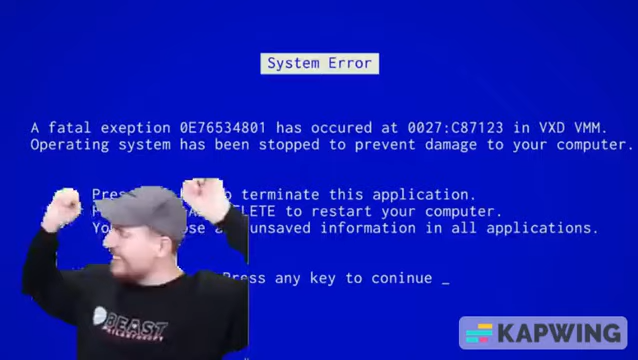 System Error
A fatal exeption 0E76534801 has occured at 0027:C87123 in VXD VMM.
Operating system has been stopped to prevent damage to your computer.
to terminate this application.
to restart your computer.
unsaved information in all applications.
Press any key to coninue _
BEAST
KAPWING